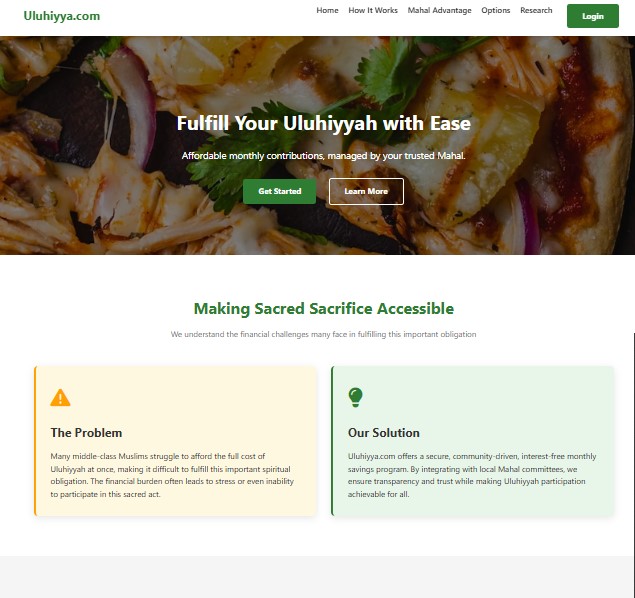 Uluhiyya.com
Home How It Works Mahal Advantage Options Research Login
Fulfill Your Uluhiyyah with Ease
Affordable monthly contributions, managed by your trusted Mahal.
Get Started Learn More
Making Sacred Sacrifice Accessible
We understand the financial challenges many face in fulfilling this important obligation
The Problem
Many middle-class Muslims struggle to afford the full cost of
Uluhiyyah at once, making it difficult to fulfill this important spiritual
obligation. The financial burden often leads to stress or even inability
to participate in this sacred act.
Our Solution
Uluhiyya.com offers a secure, community-driven, interest-free monthly
savings program. By integrating with local Mahal committees, we
ensure transparency and trust while making Uluhiyyah participation
achievable for all.